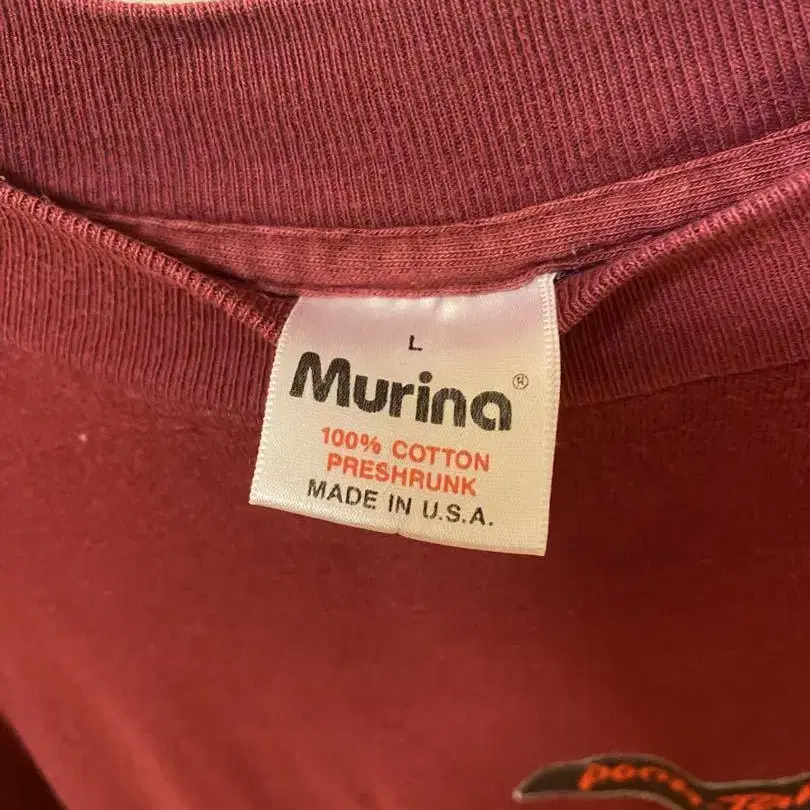 L
Murina®
100% COTTON
PRESHRUNK
MADE IN U.S.A.